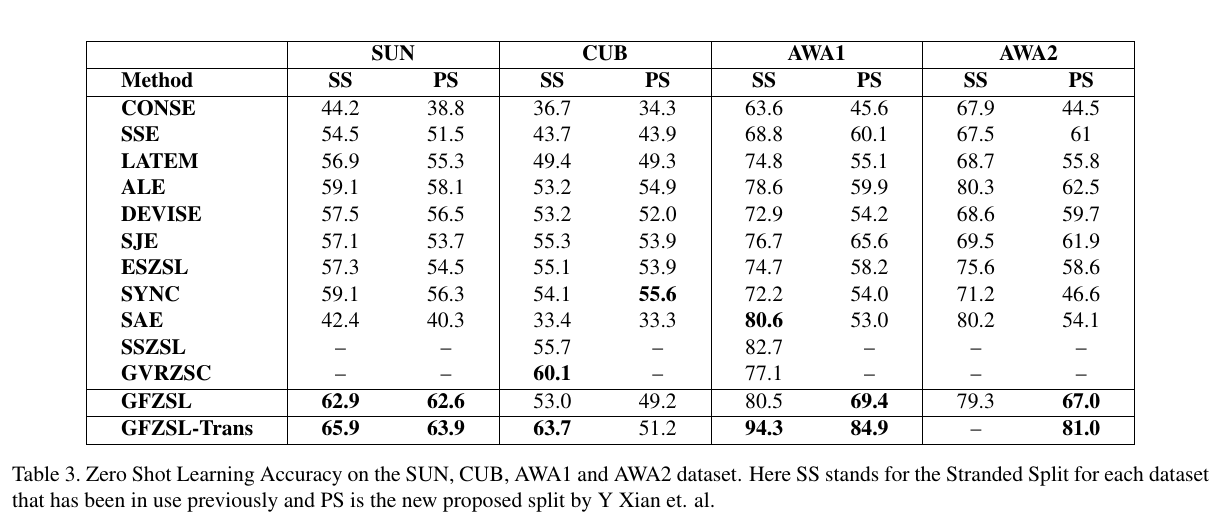 SUN CUB AWA1 AWA2
Method SS PS SS PS SS PS SS PS
CONSE 44.2 38.8 36.7 34.3 63.6 45.6 67.9 44.5
SSE 54.5 51.5 43.7 43.9 68.8 60.1 67.5 61
LATEM 56.9 55.3 49.4 49.3 74.8 55.1 68.7 55.8
ALE 59.1 58.1 53.2 54.9 78.6 59.9 80.3 62.5
DEVISE 57.5 56.5 53.2 52.0 72.9 54.2 68.6 59.7
SJE 57.1 53.7 55.3 53.9 76.7 65.6 69.5 61.9
ESZSL 57.3 54.5 55.1 53.9 74.7 58.2 75.6 58.6
SYNC 59.1 56.3 54.1 55.6 72.2 54.0 71.2 46.6
SAE 42.4 40.3 33.4 33.3 80.6 53.0 80.2 54.1
SSZSL – – 55.7 – 82.7 – – –
GVRZSC – – 60.1 – 77.1 – – –
GFZSL 62.9 62.6 53.0 49.2 80.5 69.4 79.3 67.0
GFZSL-Trans 65.9 63.9 63.7 51.2 94.3 84.9 – 81.0
Table 3. Zero Shot Learning Accuracy on the SUN, CUB, AWA1 and AWA2 dataset. Here SS stands for the Stranded Split for each dataset
that has been in use previously and PS is the new proposed split by Y Xian et. al.